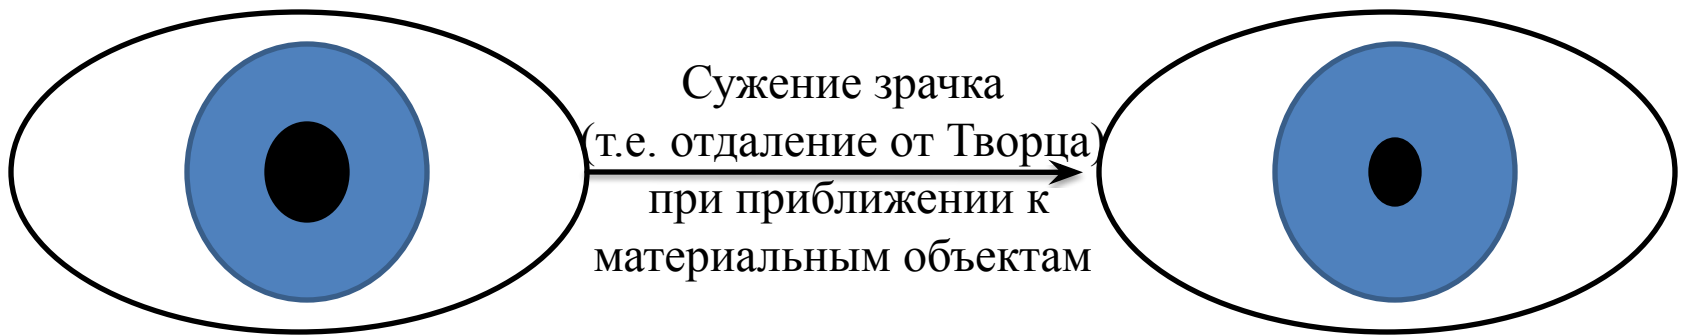 Сужение зрачка
(т.е. отдаление от Творца)
при приближении к
материальным объектам